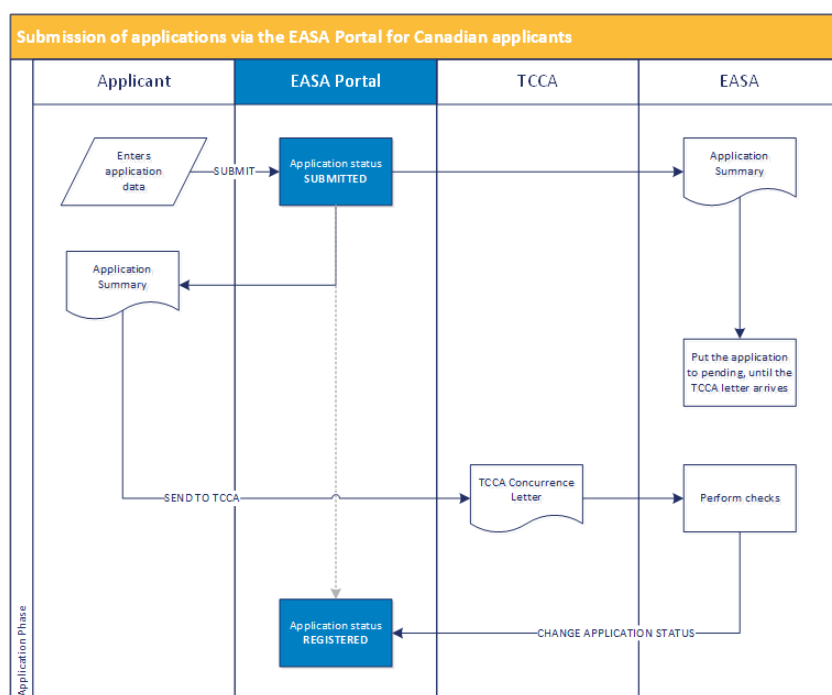 Submission of applications via the EASA Portal for Canadian applicants
Applicant
EASA Portal
TCCA
EASA
Enters
application
data
SUBMIT
Application status
SUBMITTED
Application
Summary
Application
Summary
Put the application
to pending, until the
TCCA letter arrives
SEND TO TCCA
TCCA Concurrence
Letter
Perform checks
Application status
REGISTERED
CHANGE APPLICATION STATUS
Application Phase